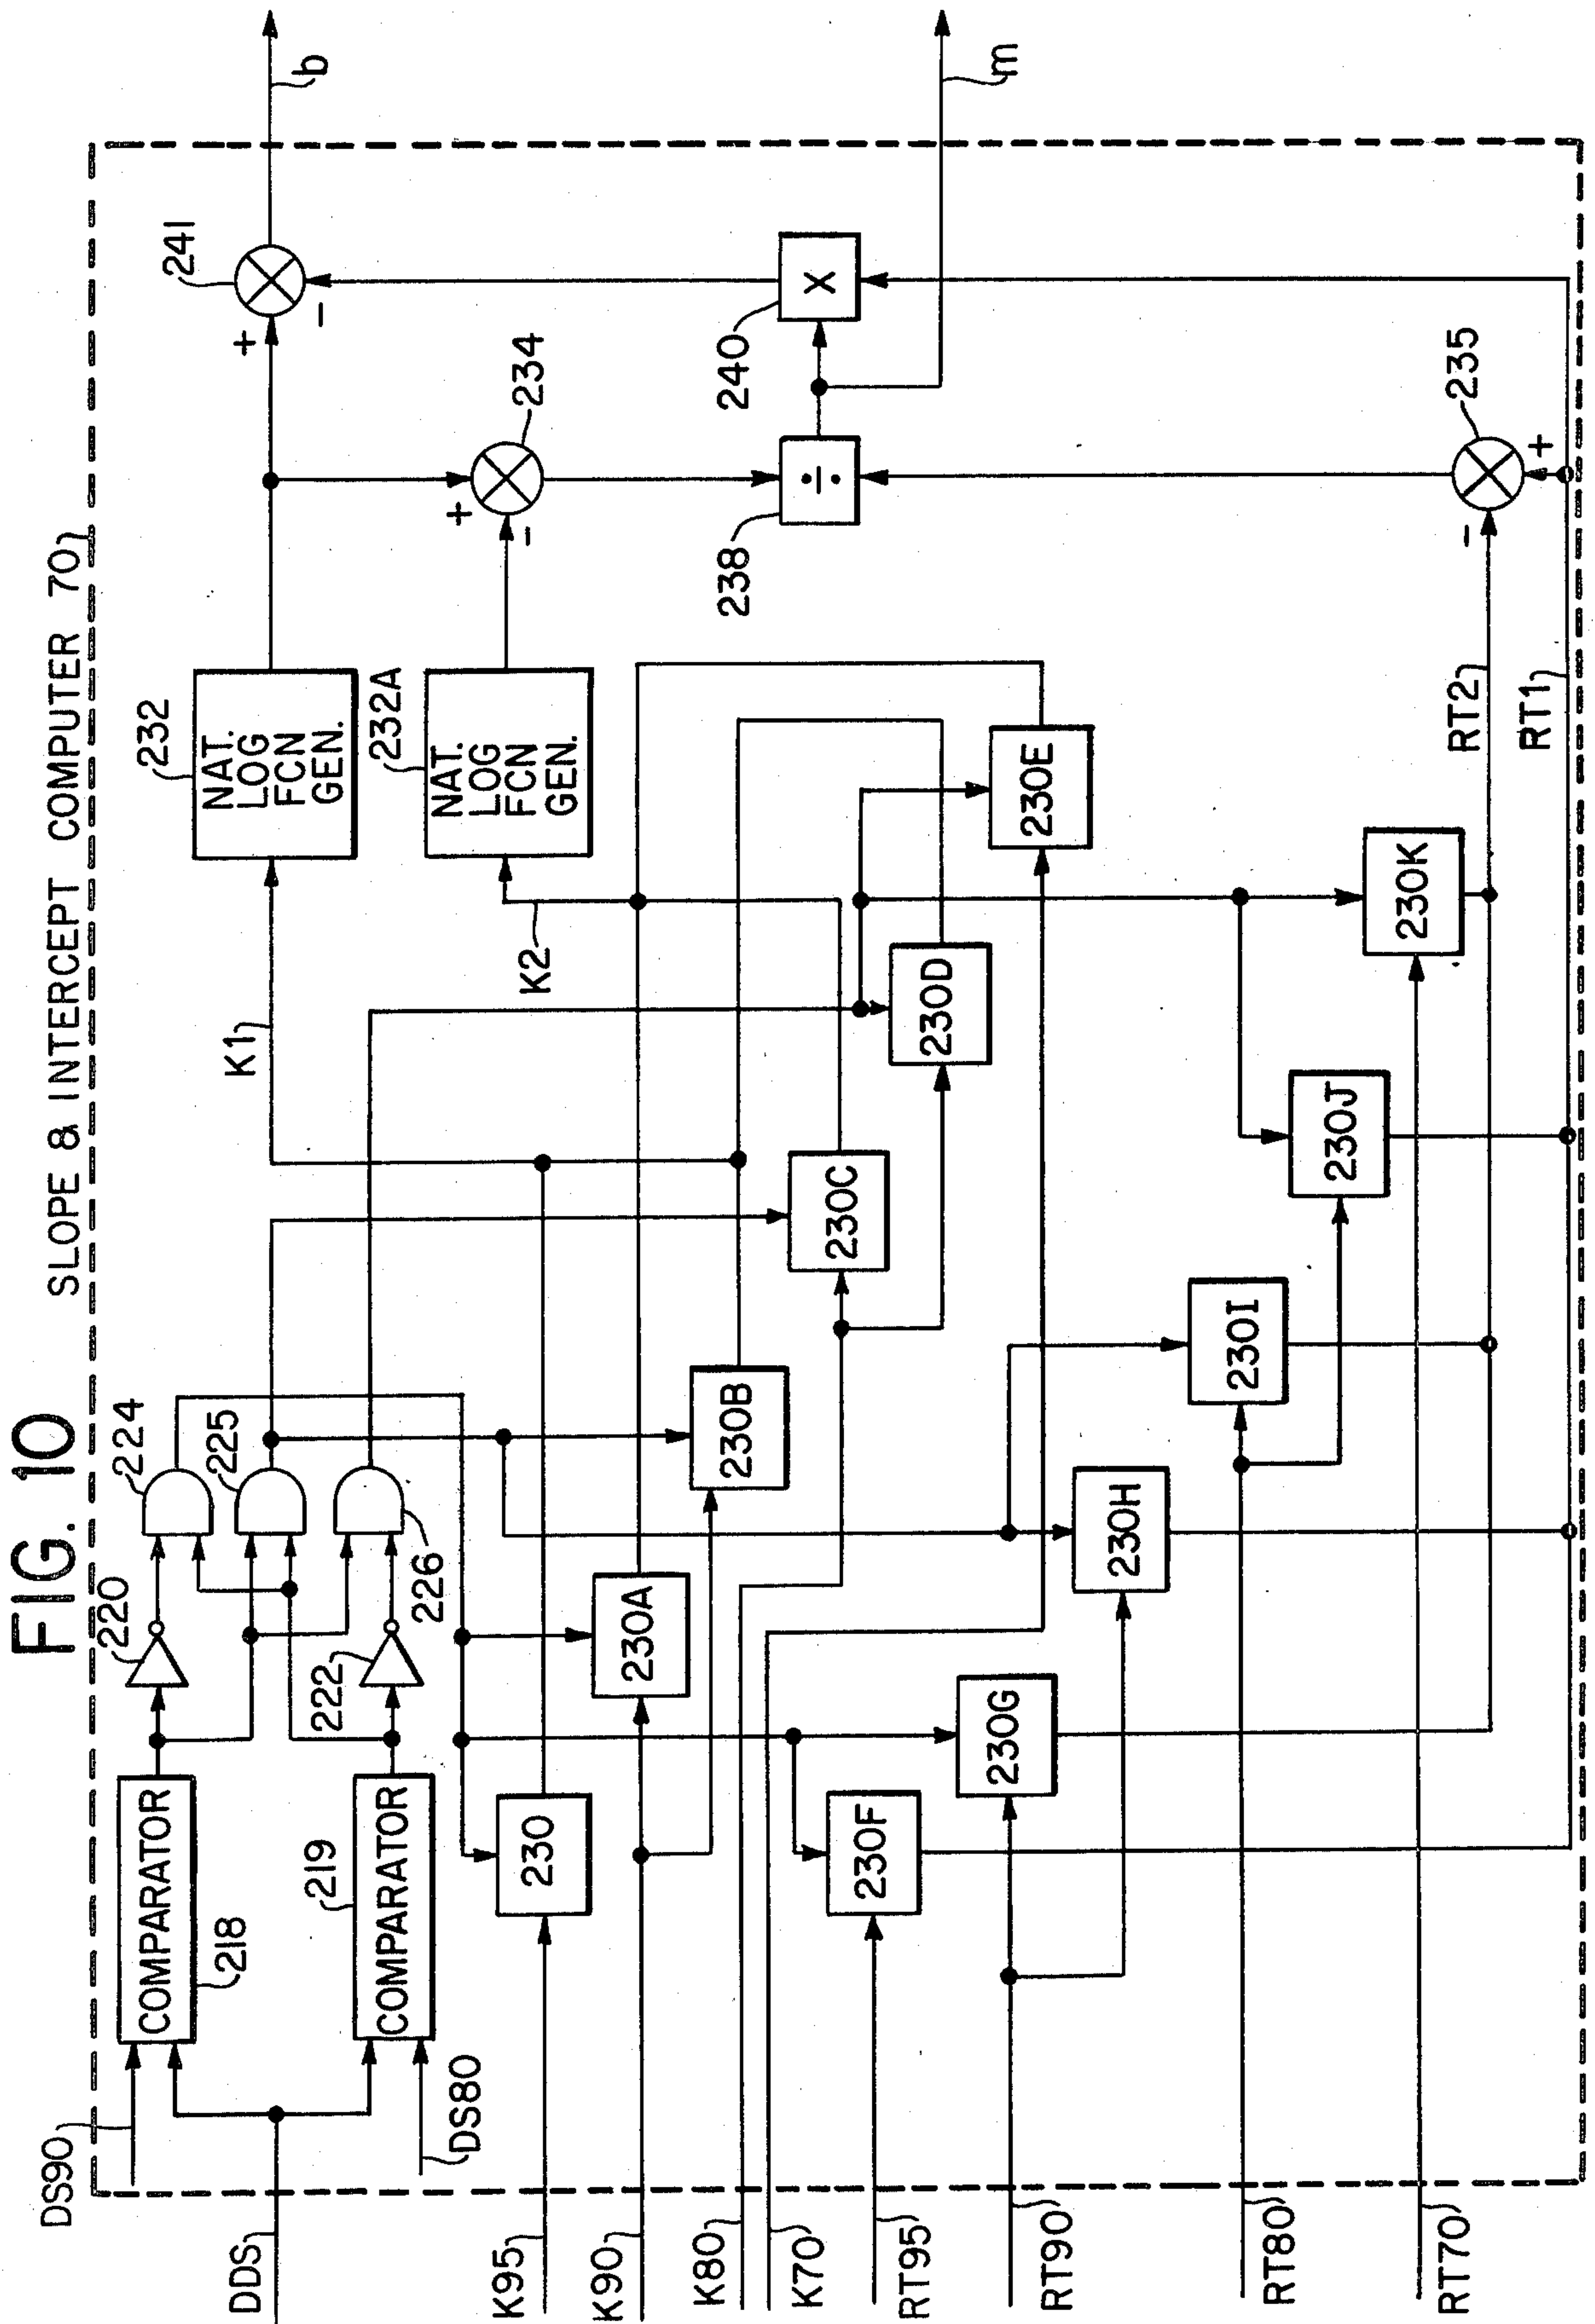 FIG. 10
SLOPE & INTERCEPT COMPUTER 70
DS90
DDS
DS80
K95
K90
K80
K70
RT95
RT90
RT80
RT70
COMPARATOR
218
COMPARATOR
219
220
222
224
225
226
230
230A
230B
230C
230D
230E
230F
230G
230H
230I
230J
230K
K1
K2
NAT.
LOG
FCN
GEN.
232
NAT.
LOG
FCN
GEN.
232A
+
-
234
+
-
241
÷
238
X
240
-
+
235
RT2
RT1
b
m